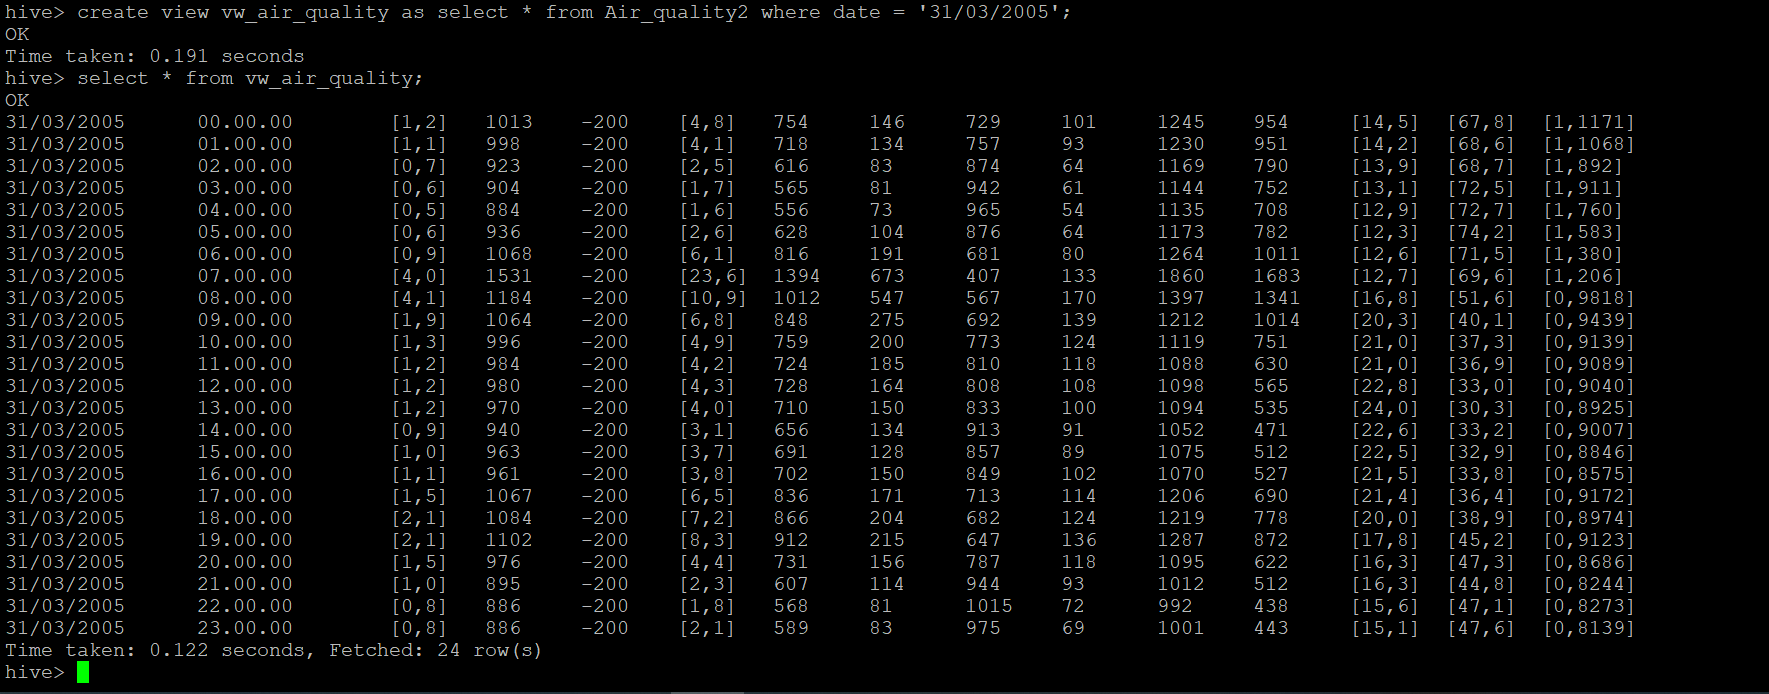 hive> create view vw_air_quality as select * from Air_quality2 where date = '31/03/2005';
OK
Time taken: 0.191 seconds
hive> select * from vw_air_quality;
OK
31/03/2005 00.00.00 [1,2] 1013 -200 [4,8] 754 146 729 101 1245 954 [14,5] [67,8] [1,1171]
31/03/2005 01.00.00 [1,1] 998 -200 [4,1] 718 134 757 93 1230 951 [14,2] [68,6] [1,1068]
31/03/2005 02.00.00 [0,7] 923 -200 [2,5] 616 83 874 64 1169 790 [13,9] [68,7] [1,892]
31/03/2005 03.00.00 [0,6] 904 -200 [1,7] 565 81 942 61 1144 752 [13,1] [72,5] [1,911]
31/03/2005 04.00.00 [0,5] 884 -200 [1,6] 556 73 965 54 1135 708 [12,9] [72,7] [1,760]
31/03/2005 05.00.00 [0,6] 936 -200 [2,6] 628 104 876 64 1173 782 [12,3] [74,2] [1,583]
31/03/2005 06.00.00 [0,9] 1068 -200 [6,1] 816 191 681 80 1264 1011 [12,6] [71,5] [1,380]
31/03/2005 07.00.00 [4,0] 1531 -200 [23,6] 1394 673 407 133 1860 1683 [12,7] [69,6] [1,206]
31/03/2005 08.00.00 [4,1] 1184 -200 [10,9] 1012 547 567 170 1397 1341 [16,8] [51,6] [0,9818]
31/03/2005 09.00.00 [1,9] 1064 -200 [6,8] 848 275 692 139 1212 1014 [20,3] [40,1] [0,9439]
31/03/2005 10.00.00 [1,3] 996 -200 [4,9] 759 200 773 124 1119 751 [21,0] [37,3] [0,9139]
31/03/2005 11.00.00 [1,2] 984 -200 [4,2] 724 185 810 118 1088 630 [21,0] [36,9] [0,9089]
31/03/2005 12.00.00 [1,2] 980 -200 [4,3] 728 164 808 108 1098 565 [22,8] [33,0] [0,9040]
31/03/2005 13.00.00 [1,2] 970 -200 [4,0] 710 150 833 100 1094 535 [24,0] [30,3] [0,8925]
31/03/2005 14.00.00 [0,9] 940 -200 [3,1] 656 134 913 91 1052 471 [22,6] [33,2] [0,9007]
31/03/2005 15.00.00 [1,0] 963 -200 [3,7] 691 128 857 89 1075 512 [22,5] [32,9] [0,8846]
31/03/2005 16.00.00 [1,1] 961 -200 [3,8] 702 150 849 102 1070 527 [21,5] [33,8] [0,8575]
31/03/2005 17.00.00 [1,5] 1067 -200 [6,5] 836 171 713 114 1206 690 [21,4] [36,4] [0,9172]
31/03/2005 18.00.00 [2,1] 1084 -200 [7,2] 866 204 682 124 1219 778 [20,0] [38,9] [0,8974]
31/03/2005 19.00.00 [2,1] 1102 -200 [8,3] 912 215 647 136 1287 872 [17,8] [45,2] [0,9123]
31/03/2005 20.00.00 [1,5] 976 -200 [4,4] 731 156 787 118 1095 622 [16,3] [47,3] [0,8686]
31/03/2005 21.00.00 [1,0] 895 -200 [2,3] 607 114 944 93 1012 512 [16,3] [44,8] [0,8244]
31/03/2005 22.00.00 [0,8] 886 -200 [1,8] 568 81 1015 72 992 438 [15,6] [47,1] [0,8273]
31/03/2005 23.00.00 [0,8] 886 -200 [2,1] 589 83 975 69 1001 443 [15,1] [47,6] [0,8139]
Time taken: 0.122 seconds, Fetched: 24 row(s)
hive>